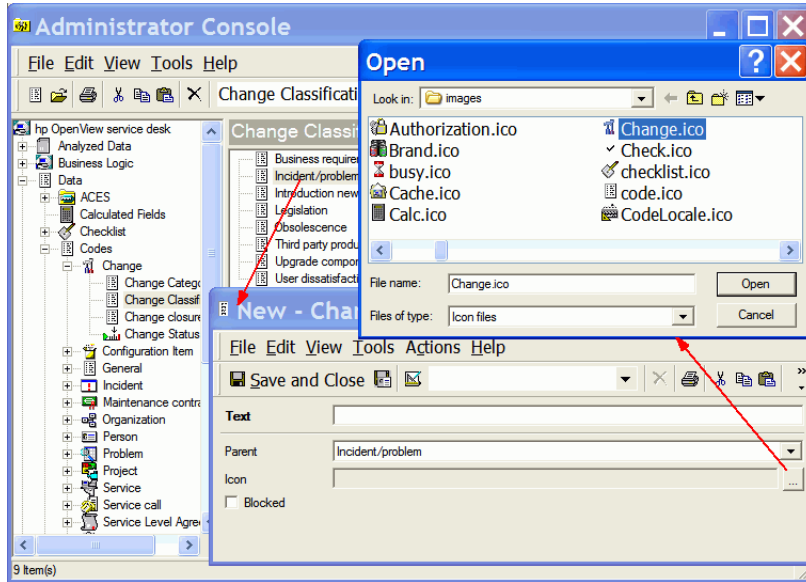 Administrator Console
File Edit View Tools Help
Change Classificati
hp OpenView service desk
Analyzed Data
Business Logic
Data
ACES
Calculated Fields
Checklist
Codes
Change
Change Catego
Change Classif
Change closure
Change Status
Configuration Item
General
Incident
Maintenance contra
Organization
Person
Problem
Project
Service
Service call
Service Level Agre
9 Item(s)
Change Classif
Business requirem
Incident/problem
Introduction new
Legislation
Obsolescence
Third party produ
Upgrade compon
User dissatisfacti
Open
Look in: images
Authorization.ico
Brand.ico
busy.ico
Cache.ico
Calc.ico
Change.ico
Check.ico
checklist.ico
code.ico
CodeLocale.ico
File name: Change.ico Open
Files of type: Icon files Cancel
New - Chan
File Edit View Tools Actions Help
Save and Close
Text
Parent Incident/problem
Icon ...
Blocked